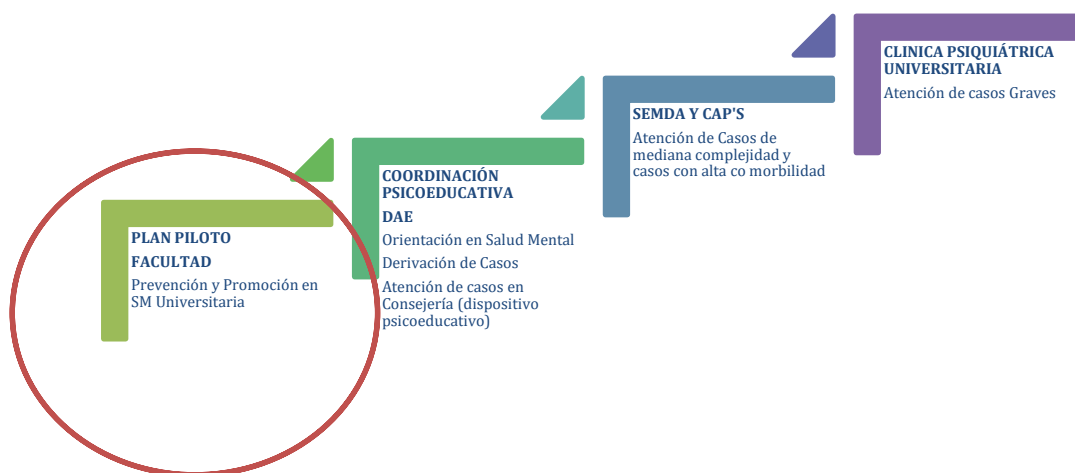 PLAN PILOTO
FACULTAD
Prevención y Promoción en
SM Universitaria
COORDINACIÓN
PSICOEDUCATIVA
DAE
Orientación en Salud Mental
Derivación de Casos
Atención de casos en
Consejería (dispositivo
psicoeducativo)
SEMDA Y CAP'S
Atención de Casos de
mediana complejidad y
casos con alta co morbilidad
CLINICA PSIQUIÁTRICA
UNIVERSITARIA
Atención de casos Graves